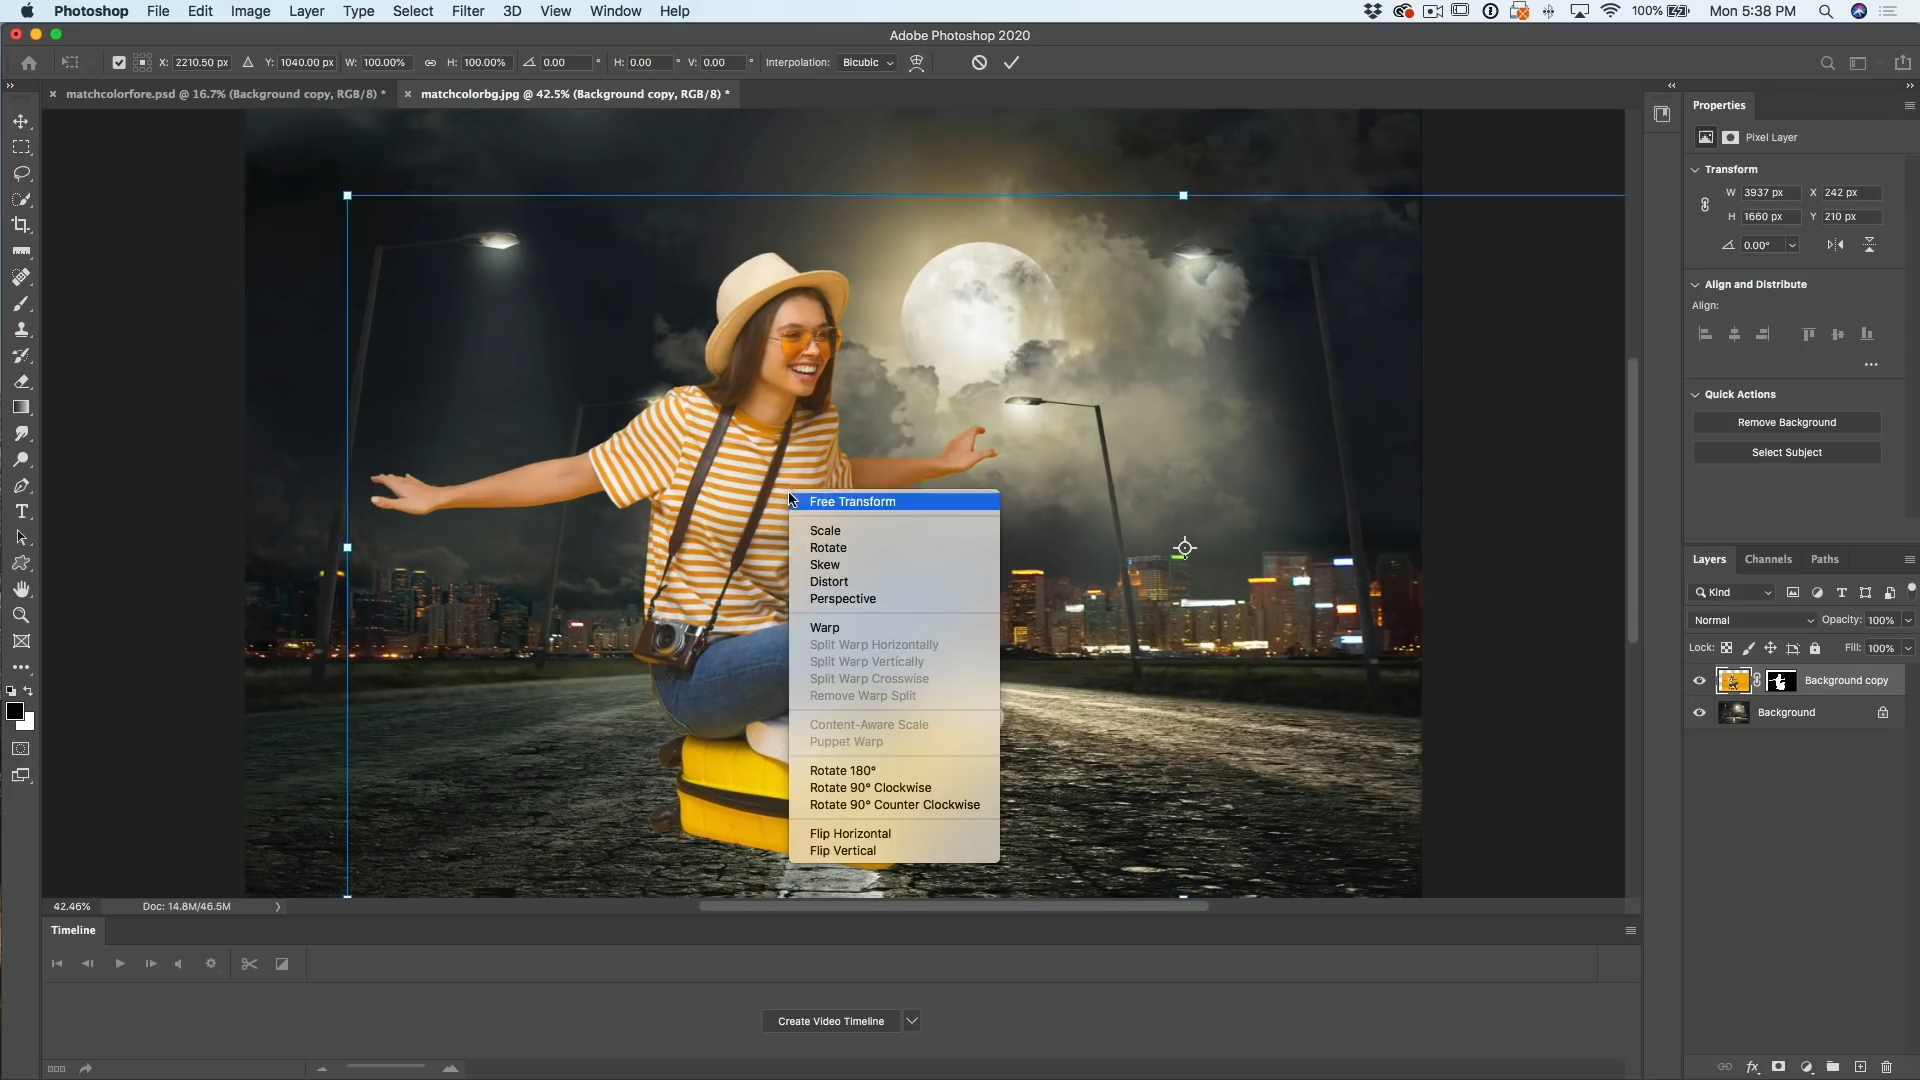 Photoshop File Edit Image Layer Type Select Filter 3D View Window Help 100% Mon 5:38 PM
Adobe Photoshop 2020
X: 2210.50 px Y: 1040.00 px W: 100.00% H: 100.00% 0.00 ° H: 0.00 ° V: 0.00 ° Interpolation: Bicubic
matchcolorfore.psd @ 16.7% (Background copy, RGB/8) * matchcolorbg.jpg @ 42.5% (Background copy, RGB/8) *
Properties
Pixel Layer
Transform
W 3937 px X 242 px
H 1660 px Y 210 px
0.00°
Align and Distribute
Align:
Quick Actions
Remove Background
Select Subject
Free Transform
Scale
Rotate
Skew
Distort
Perspective
Warp
Split Warp Horizontally
Split Warp Vertically
Split Warp Crosswise
Remove Warp Split
Content-Aware Scale
Puppet Warp
Rotate 180°
Rotate 90° Clockwise
Rotate 90° Counter Clockwise
Flip Horizontal
Flip Vertical
Layers Channels Paths
Kind
Normal Opacity: 100%
Lock: Fill: 100%
Background copy
Background
42.46% Doc: 14.8M/46.5M
Timeline
Create Video Timeline
fx